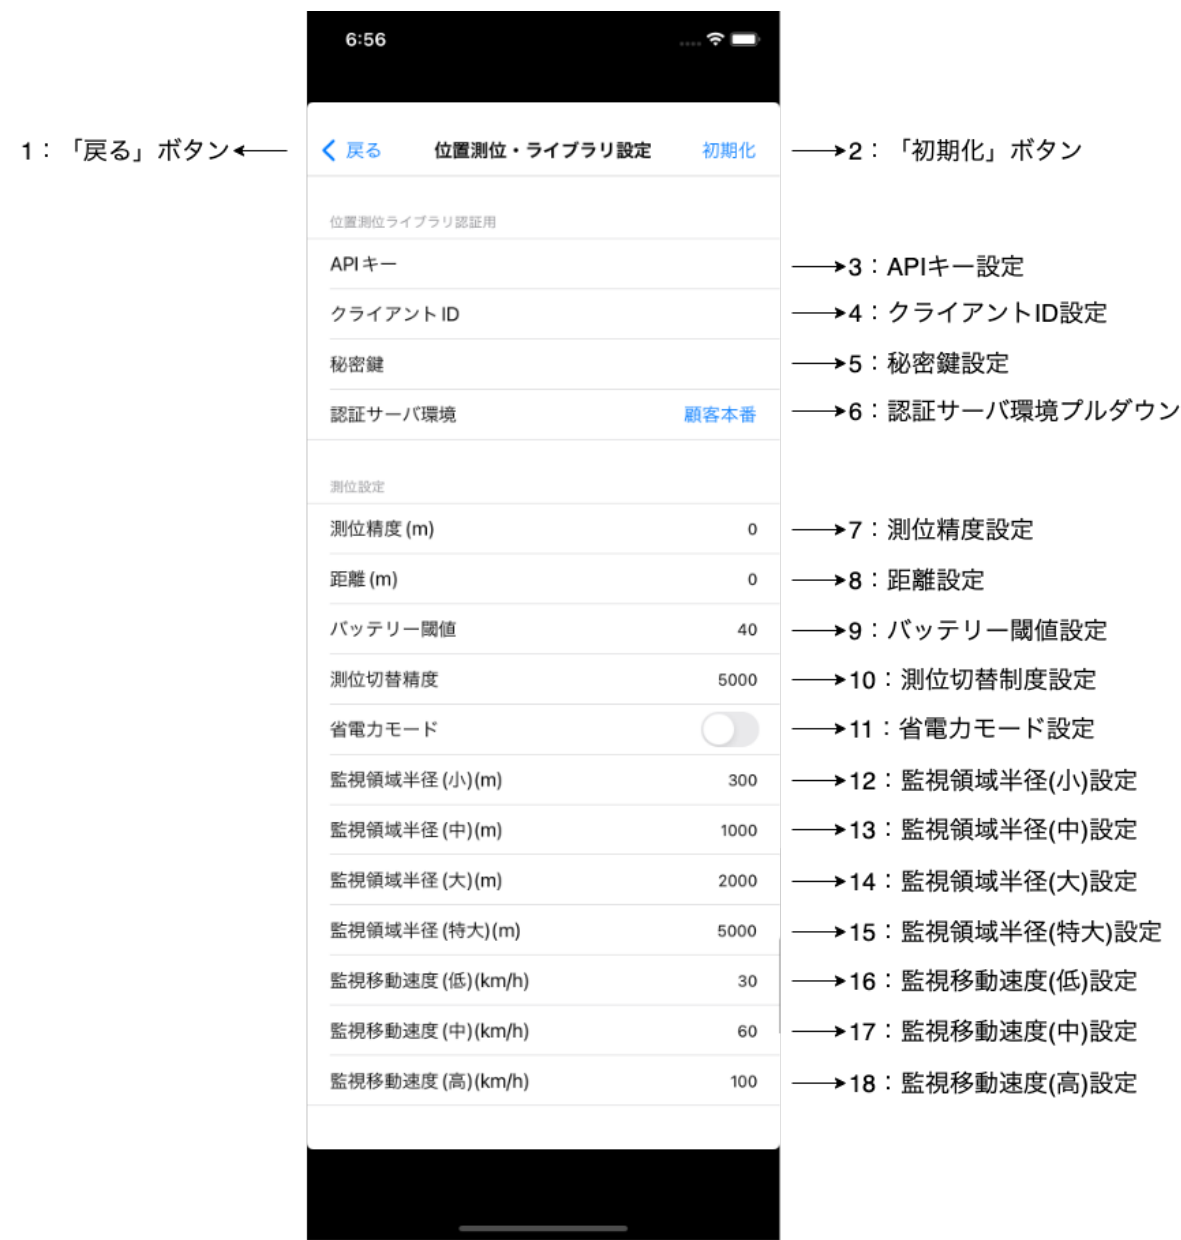 6:56
1：「戻る」ボタン
戻る 位置測位・ライブラリ設定 初期化
2：「初期化」ボタン
位置測位ライブラリ認証用
APIキー
3：APIキー設定
クライアントID
4：クライアントID設定
秘密鍵
5：秘密鍵設定
認証サーバ環境 顧客本番
6：認証サーバ環境プルダウン
測位設定
測位精度(m) 0
7：測位精度設定
距離(m) 0
8：距離設定
バッテリー閾値 40
9：バッテリー閾値設定
測位切替精度 5000
10：測位切替制度設定
省電力モード
11：省電力モード設定
監視領域半径(小)(m) 300
12：監視領域半径(小)設定
監視領域半径(中)(m) 1000
13：監視領域半径(中)設定
監視領域半径(大)(m) 2000
14：監視領域半径(大)設定
監視領域半径(特大)(m) 5000
15：監視領域半径(特大)設定
監視移動速度(低)(km/h) 30
16：監視移動速度(低)設定
監視移動速度(中)(km/h) 60
17：監視移動速度(中)設定
監視移動速度(高)(km/h) 100
18：監視移動速度(高)設定